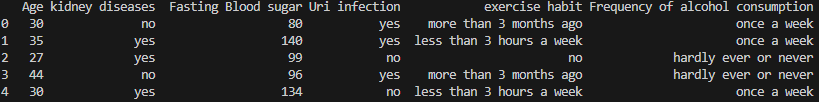 Age kidney diseases Fasting Blood sugar Uri infection exercise habit Frequency of alcohol consumption
0 30 no 80 yes more than 3 months ago once a week
1 35 yes 140 yes less than 3 hours a week once a week
2 27 yes 99 no no hardly ever or never
3 44 no 96 yes more than 3 months ago hardly ever or never
4 30 yes 134 no less than 3 hours a week once a week